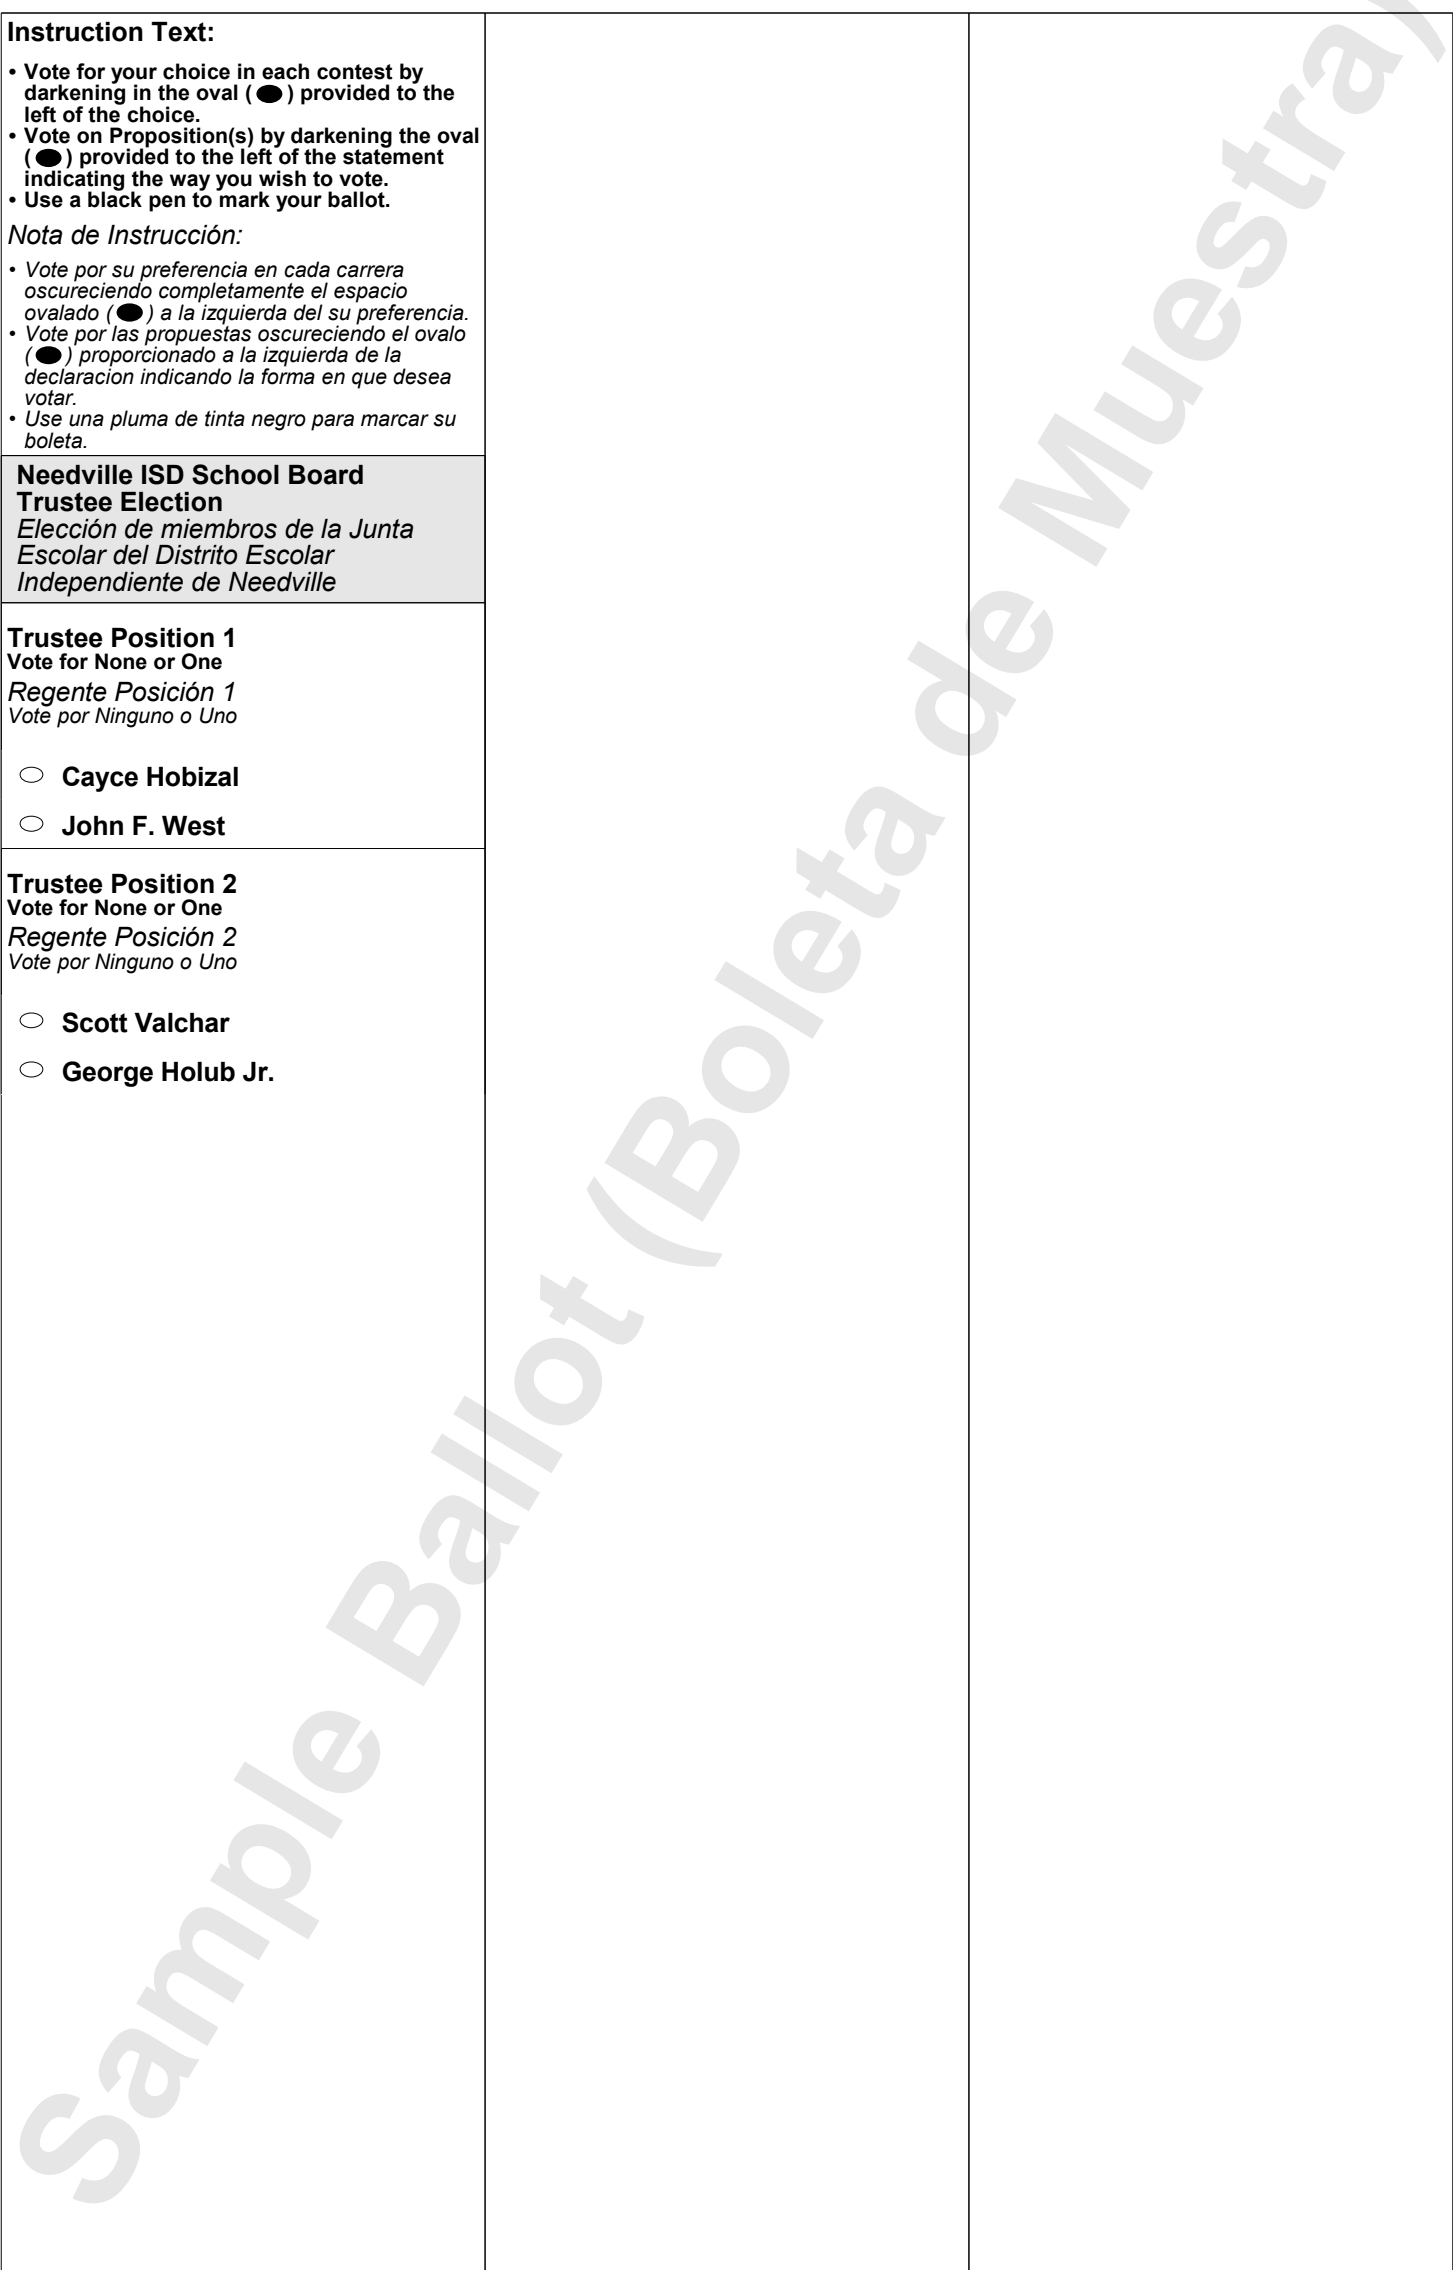 Instruction Text:
• Vote for your choice in each contest by
darkening in the oval ( ) provided to the
left of the choice.
• Vote on Proposition(s) by darkening the oval
( ) provided to the left of the statement
indicating the way you wish to vote.
• Use a black pen to mark your ballot.
Nota de Instrucción:
• Vote por su preferencia en cada carrera
oscureciendo completamente el espacio
ovalado ( ) a la izquierda del su preferencia.
• Vote por las propuestas oscureciendo el ovalo
( ) proporcionado a la izquierda de la
declaracion indicando la forma en que desea
votar.
• Use una pluma de tinta negro para marcar su
boleta.
Needville ISD School Board
Trustee Election
Elección de miembros de la Junta
Escolar del Distrito Escolar
Independiente de Needville
Trustee Position 1
Vote for None or One
Regente Posición 1
Vote por Ninguno o Uno
Cayce Hobizal
John F. West
Trustee Position 2
Vote for None or One
Regente Posición 2
Vote por Ninguno o Uno
Scott Valchar
George Holub Jr.
Sample Ballot (Boleta de Muestra)